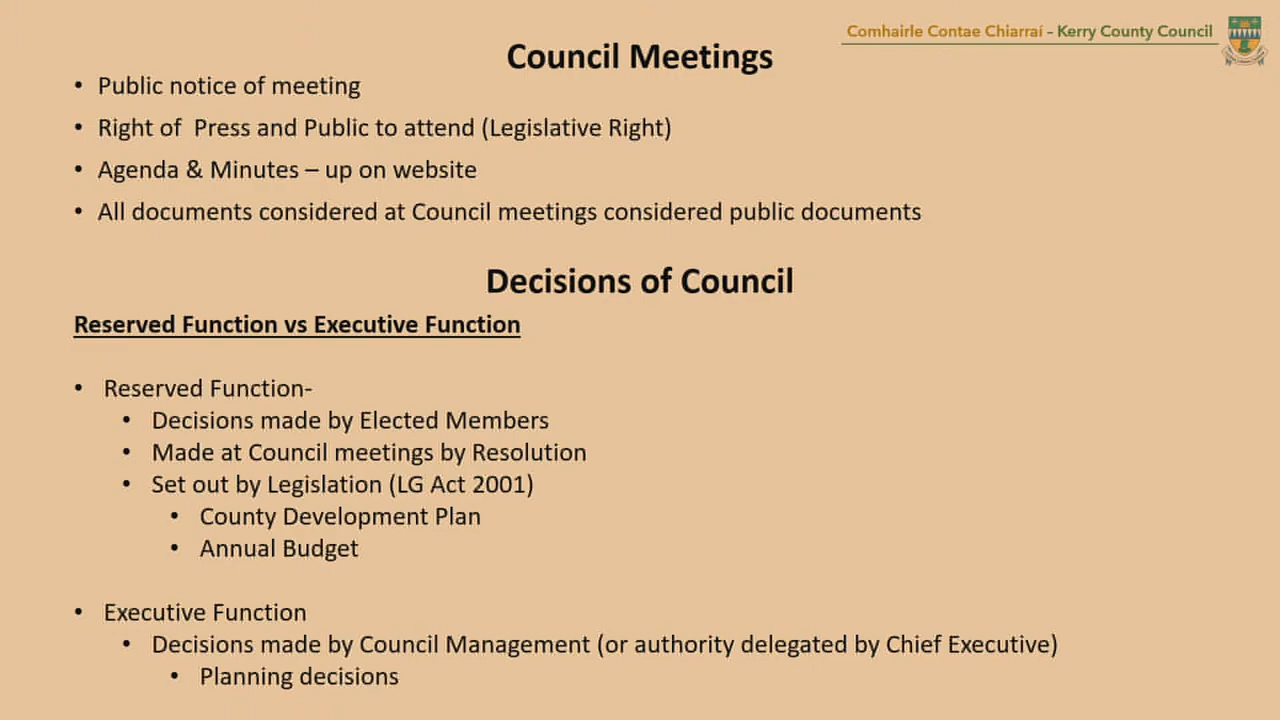 Comhairle Contae Chiarraí – Kerry County Council
Council Meetings
• Public notice of meeting
• Right of  Press and Public to attend (Legislative Right)
• Agenda & Minutes – up on website
• All documents considered at Council meetings considered public documents
Decisions of Council
Reserved Function vs Executive Function
• Reserved Function-
• Decisions made by Elected Members
• Made at Council meetings by Resolution
• Set out by Legislation (LG Act 2001)
• County Development Plan
• Annual Budget
• Executive Function
• Decisions made by Council Management (or authority delegated by Chief Executive)
• Planning decisions